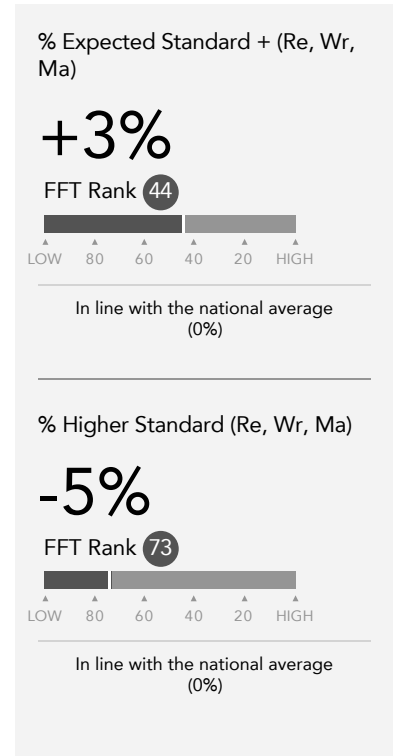 % Expected Standard + (Re, Wr,
Ma)
+3%
FFT Rank 44
LOW 80 60 40 20 HIGH
In line with the national average
(0%)
% Higher Standard (Re, Wr, Ma)
-5%
FFT Rank 73
LOW 80 60 40 20 HIGH
In line with the national average
(0%)